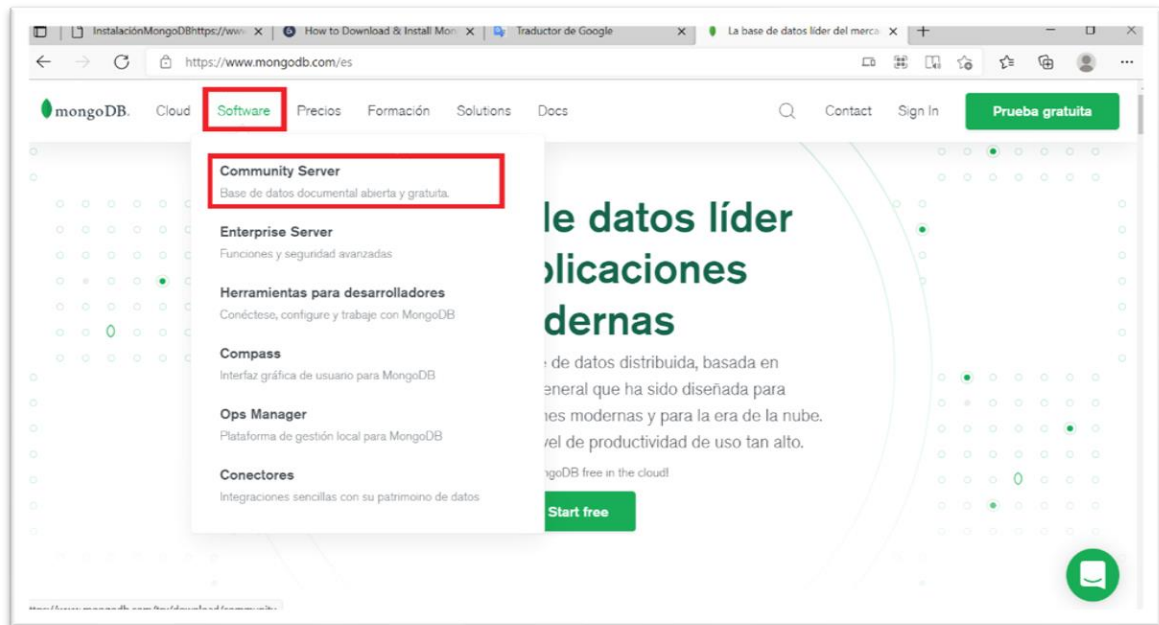 InstalaciónMongoDBhttps://www
How to Download & Install Mon
Traductor de Google
La base de datos líder del merca
https://www.mongodb.com/es
mongoDB.
Cloud
Software
Precios
Formación
Solutions
Docs
Contact
Sign In
Prueba gratuita
Community Server
Base de datos documental abierta y gratuita.
Enterprise Server
Funciones y seguridad avanzadas
Herramientas para desarrolladores
Conéctese, configure y trabaje con MongoDB
Compass
Interfaz gráfica de usuario para MongoDB
Ops Manager
Plataforma de gestión local para MongoDB
Conectores
Integraciones sencillas con su patrimoino de datos
le datos líder
plicaciones
dernas
de datos distribuida, basada en
eneral que ha sido diseñada para
nes modernas y para la era de la nube.
vel de productividad de uso tan alto.
ngoDB free in the cloud!
Start free